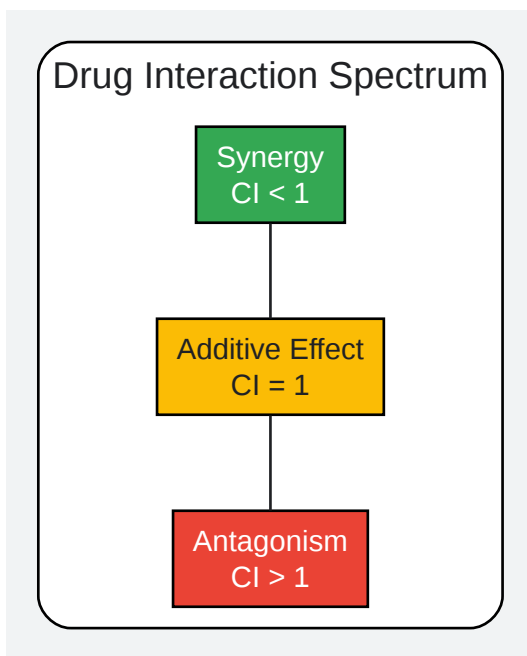 Drug Interaction Spectrum
Synergy
CI < 1
Additive Effect
CI = 1
Antagonism
CI > 1